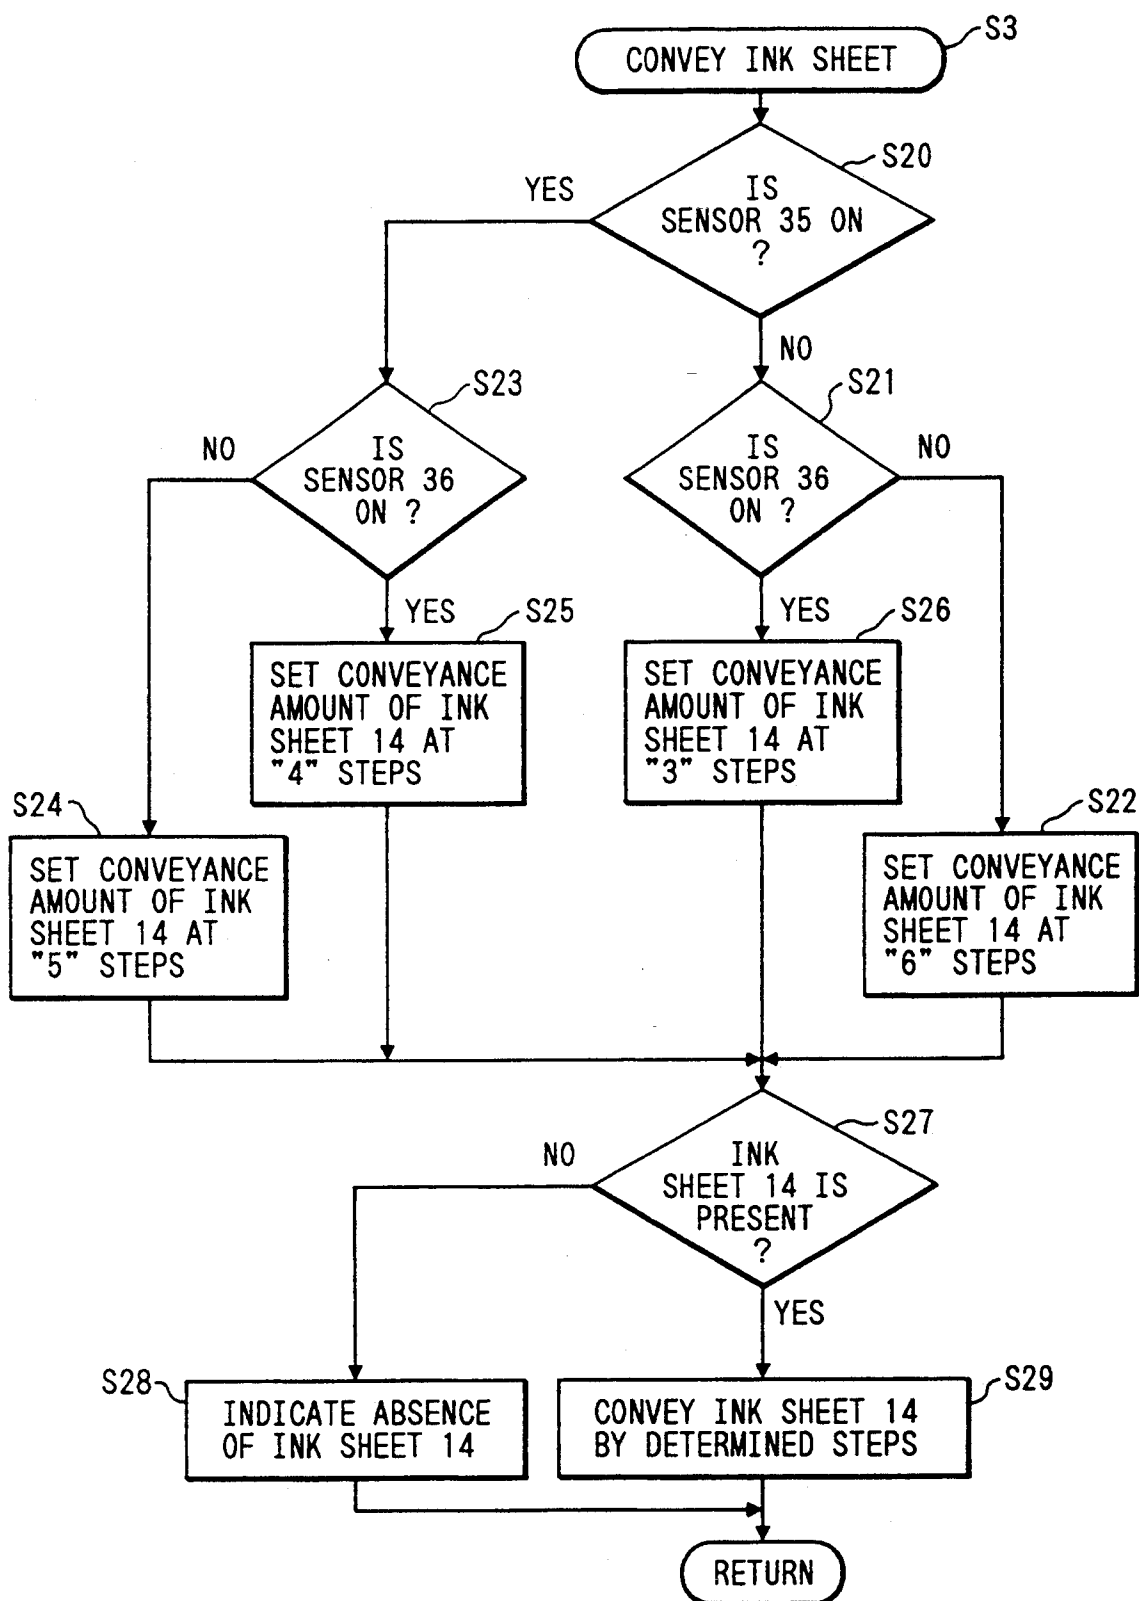 S3
CONVEY INK SHEET
S20
YES
IS
SENSOR 35 ON
?
NO
S23
S21
NO
IS
SENSOR 36
ON ?
IS
SENSOR 36
ON ?
NO
YES
S25
YES
S26
SET CONVEYANCE
AMOUNT OF INK
SHEET 14 AT
"4" STEPS
SET CONVEYANCE
AMOUNT OF INK
SHEET 14 AT
"3" STEPS
S24
S22
SET CONVEYANCE
AMOUNT OF INK
SHEET 14 AT
"5" STEPS
SET CONVEYANCE
AMOUNT OF INK
SHEET 14 AT
"6" STEPS
S27
NO
INK
SHEET 14 IS
PRESENT
?
YES
S28
S29
INDICATE ABSENCE
OF INK SHEET 14
CONVEY INK SHEET 14
BY DETERMINED STEPS
RETURN